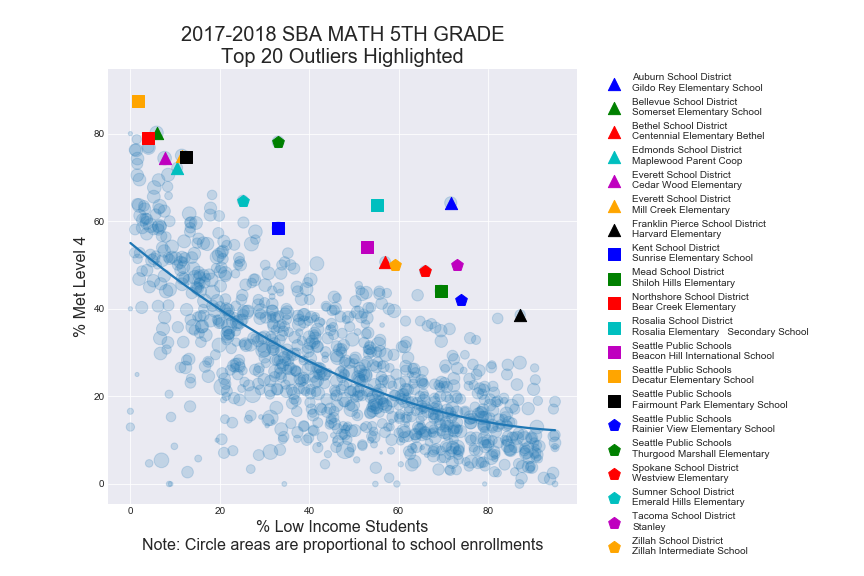 2017-2018 SBA MATH 5TH GRADE
Top 20 Outliers Highlighted
% Met Level 4
80
60
40
20
0
0 20 40 60 80
% Low Income Students
Note: Circle areas are proportional to school enrollments
Auburn School District
Gildo Rey Elementary School
Bellevue School District
Somerset Elementary School
Bethel School District
Centennial Elementary Bethel
Edmonds School District
Maplewood Parent Coop
Everett School District
Cedar Wood Elementary
Everett School District
Mill Creek Elementary
Franklin Pierce School District
Harvard Elementary
Kent School District
Sunrise Elementary School
Mead School District
Shiloh Hills Elementary
Northshore School District
Bear Creek Elementary
Rosalia School District
Rosalia Elementary   Secondary School
Seattle Public Schools
Beacon Hill International School
Seattle Public Schools
Decatur Elementary School
Seattle Public Schools
Fairmount Park Elementary School
Seattle Public Schools
Rainier View Elementary School
Seattle Public Schools
Thurgood Marshall Elementary
Spokane School District
Westview Elementary
Sumner School District
Emerald Hills Elementary
Tacoma School District
Stanley
Zillah School District
Zillah Intermediate School